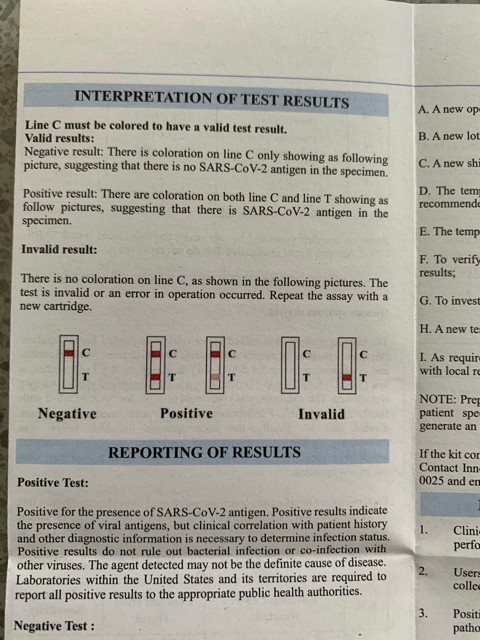 INTERPRETATION OF TEST RESULTS
Line C must be colored to have a valid test result.
Valid results:
Negative result: There is coloration on line C only showing as following
picture, suggesting that there is no SARS-CoV-2 antigen in the specimen.
Positive result: There are coloration on both line C and line T showing as
follow pictures, suggesting that there is SARS-CoV-2 antigen in the
specimen.
Invalid result:
There is no coloration on line C, as shown in the following pictures. The
test is invalid or an error in operation occurred. Repeat the assay with a
new cartridge.
C C C C C
T T T T T
Negative Positive Invalid
REPORTING OF RESULTS
Positive Test:
Positive for the presence of SARS-CoV-2 antigen. Positive results indicate
the presence of viral antigens, but clinical correlation with patient history
and other diagnostic information is necessary to determine infection status.
Positive results do not rule out bacterial infection or co-infection with
other viruses. The agent detected may not be the definite cause of disease.
Laboratories within the United States and its territories are required to
report all positive results to the appropriate public health authorities.
Negative Test :
A. A new op
B. A new lot
C. A new shi
D. The temp
recommende
E. The temp
F. To verify
results;
G. To invest
H. A new te
I. As require
with local re
NOTE: Prep
patient spe
generate an
If the kit con
Contact Inn
0025 and en
1. Clinic
perfo
2. Users
collec
3. Positi
patho